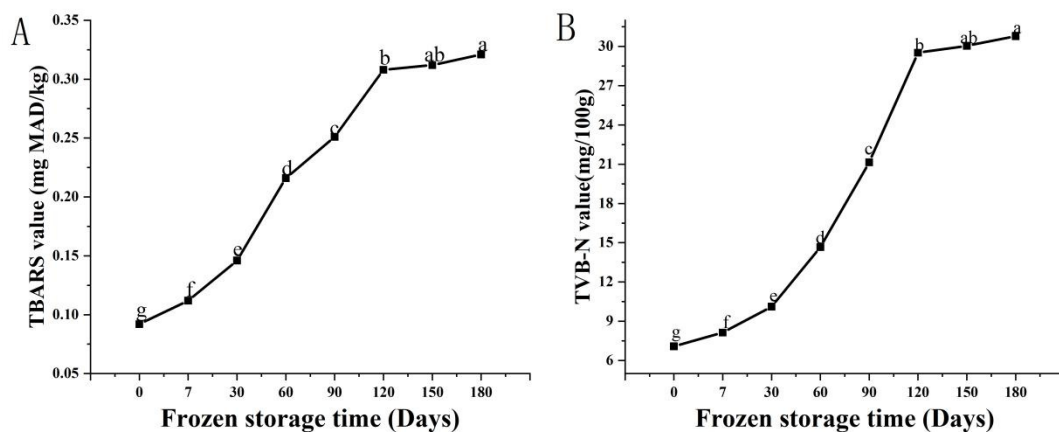 A
TBARS value (mg MAD/kg)
0.35
0.30
0.25
0.20
0.15
0.10
0.05
g
f
e
d
c
b
ab
a
0 7 30 60 90 120 150 180
Frozen storage time (Days)
B
TVB-N value(mg/100g)
30
27
24
21
18
15
12
9
6
g
f
e
d
c
b
ab
a
0 7 30 60 90 120 150 180
Frozen storage time (Days)